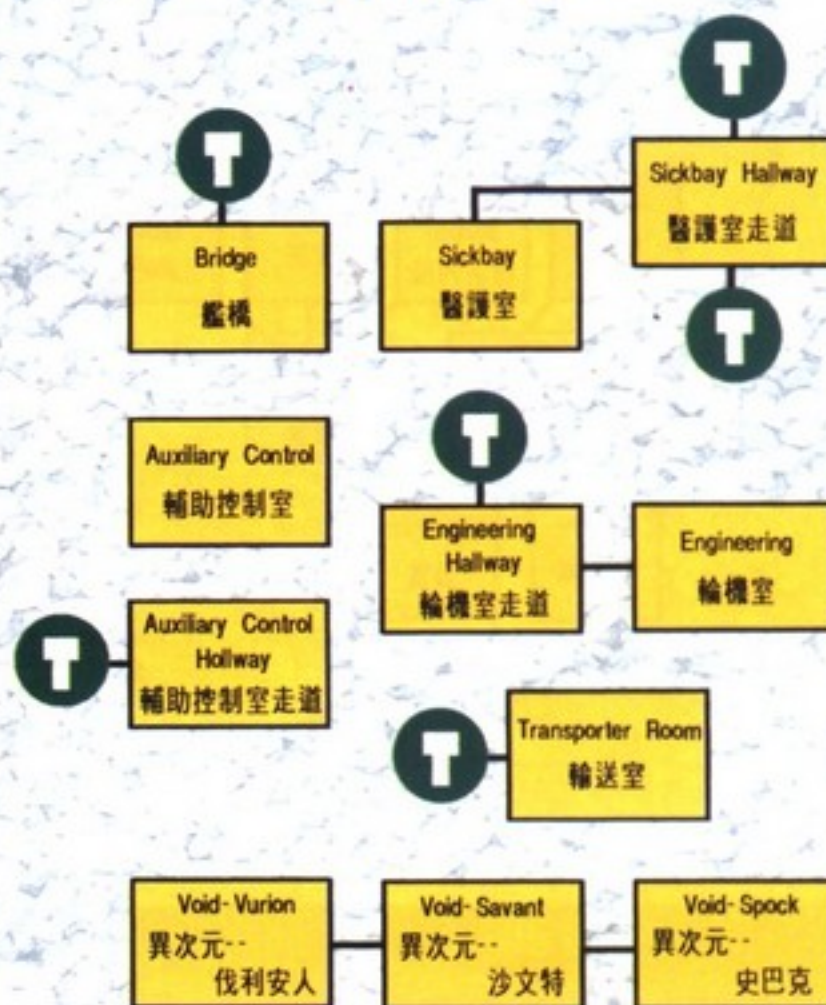 T
T
Sickbay Hallway
醫護室走道
Bridge
艦橋
Sickbay
醫護室
T
T
Auxiliary Control
輔助控制室
Engineering
Hallway
輪機室走道
Engineering
輪機室
Auxiliary Control
Hollway
輔助控制室走道
T
Transporter Room
輸送室
T
Void-Vurion
異次元--
伐利安人
Void-Savant
異次元--
沙文特
Void-Spock
異次元--
史巴克